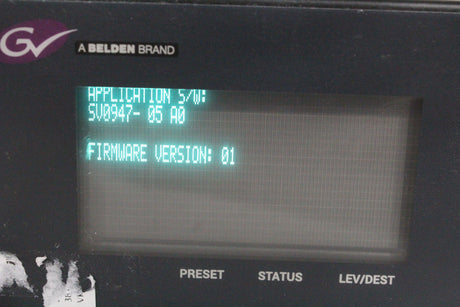 GV
A BELDEN BRAND
APPLICATION S/W:
SV0947- 05 A0
FIRMWARE VERSION: 01
PRESET STATUS LEV/DEST